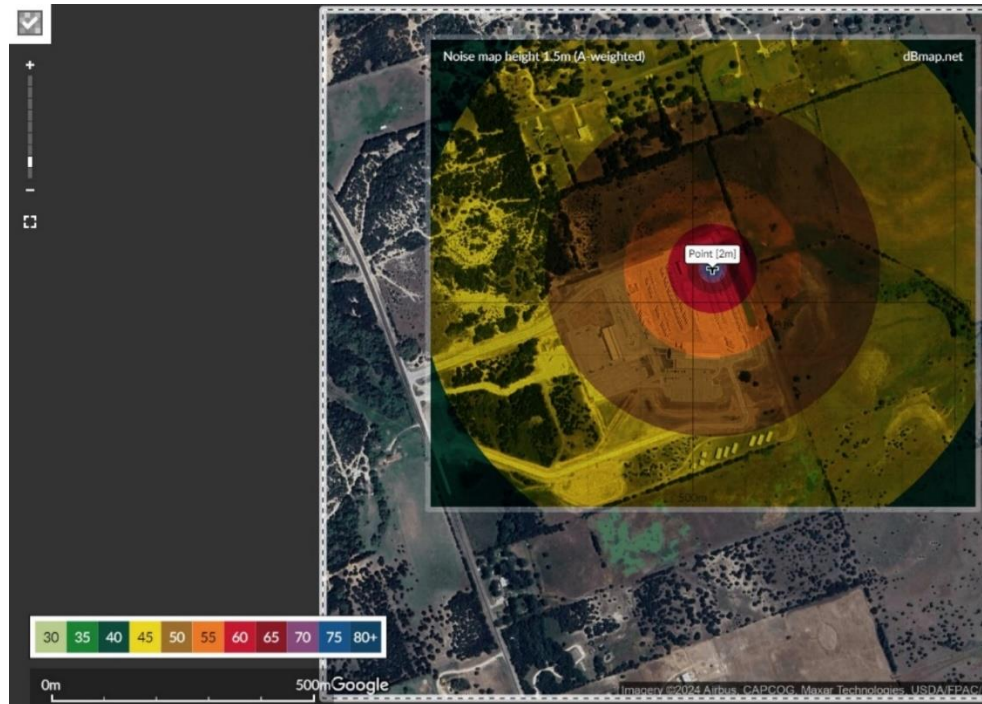 Noise map height 1.5m (A-weighted) dBmap.net
+
−
Point [2m]
500m
30 35 40 45 50 55 60 65 70 75 80+
0m 500m
Google
Imagery ©2024 Airbus, CAPCOG, Maxar Technologies, USDA/FPAC/